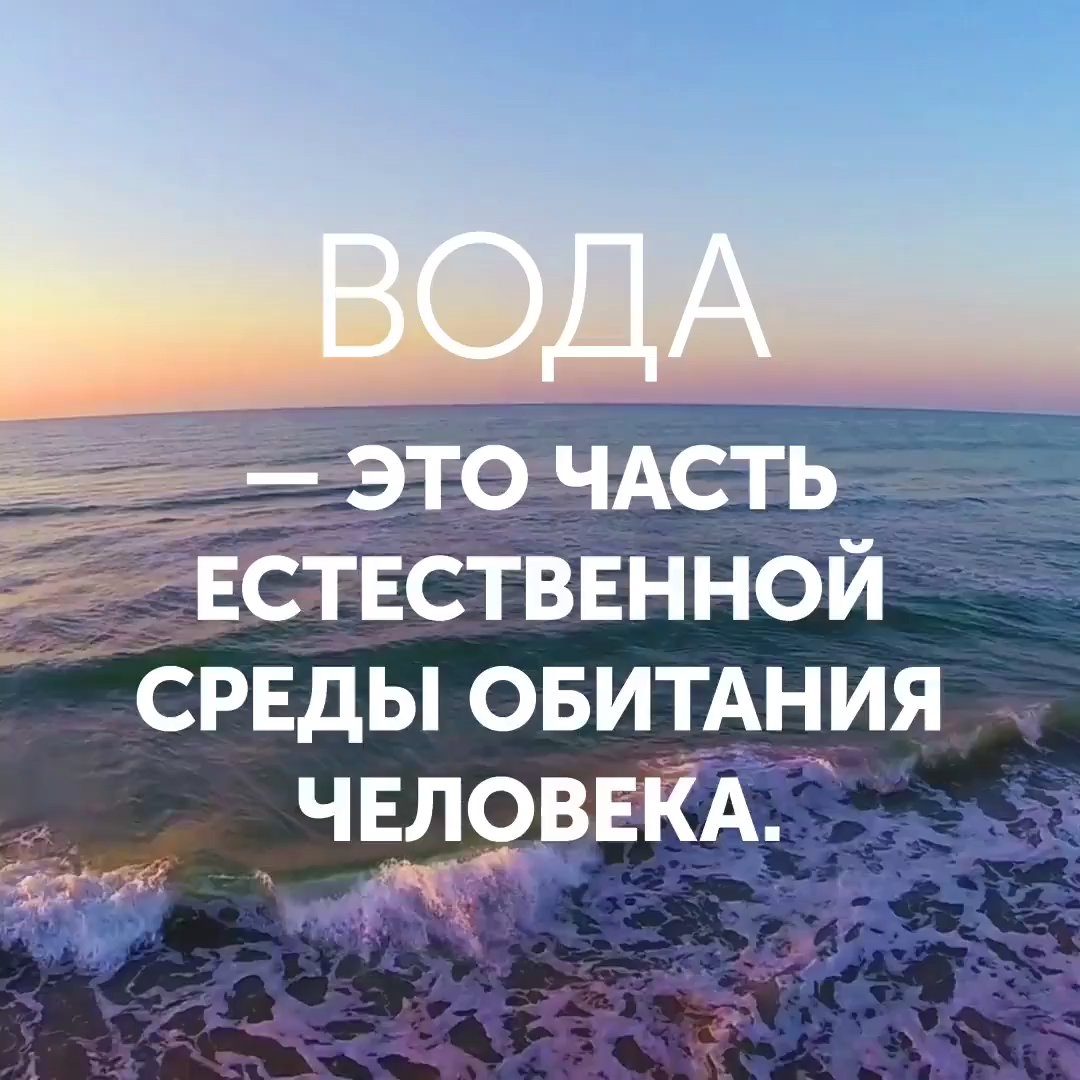 ВОДА
— ЭТО ЧАСТЬ
ЕСТЕСТВЕННОЙ
СРЕДЫ ОБИТАНИЯ
ЧЕЛОВЕКА.